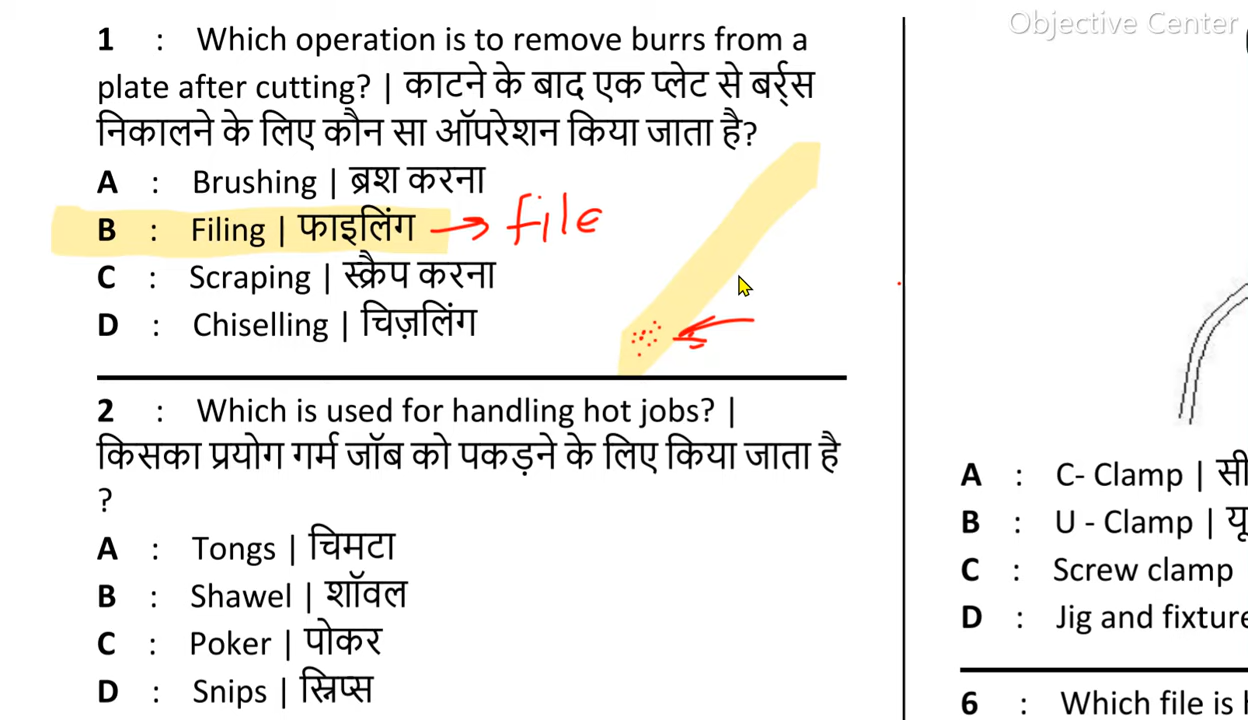 Objective Center
1 : Which operation is to remove burrs from a
plate after cutting? | काटने के बाद एक प्लेट से बर्र्स
निकालने के लिए कौन सा ऑपरेशन किया जाता है?
A : Brushing | ब्रश करना
B : Filing | फाइलिंग → file
C : Scraping | स्क्रैप करना
D : Chiselling | चिज़लिंग
2 : Which is used for handling hot jobs? |
किसका प्रयोग गर्म जॉब को पकड़ने के लिए किया जाता है
?
A : Tongs | चिमटा
B : Shawel | शॉवल
C : Poker | पोकर
D : Snips | स्निप्स
A : C- Clamp | सी
B : U - Clamp | यू
C : Screw clamp
D : Jig and fixture
6 : Which file is